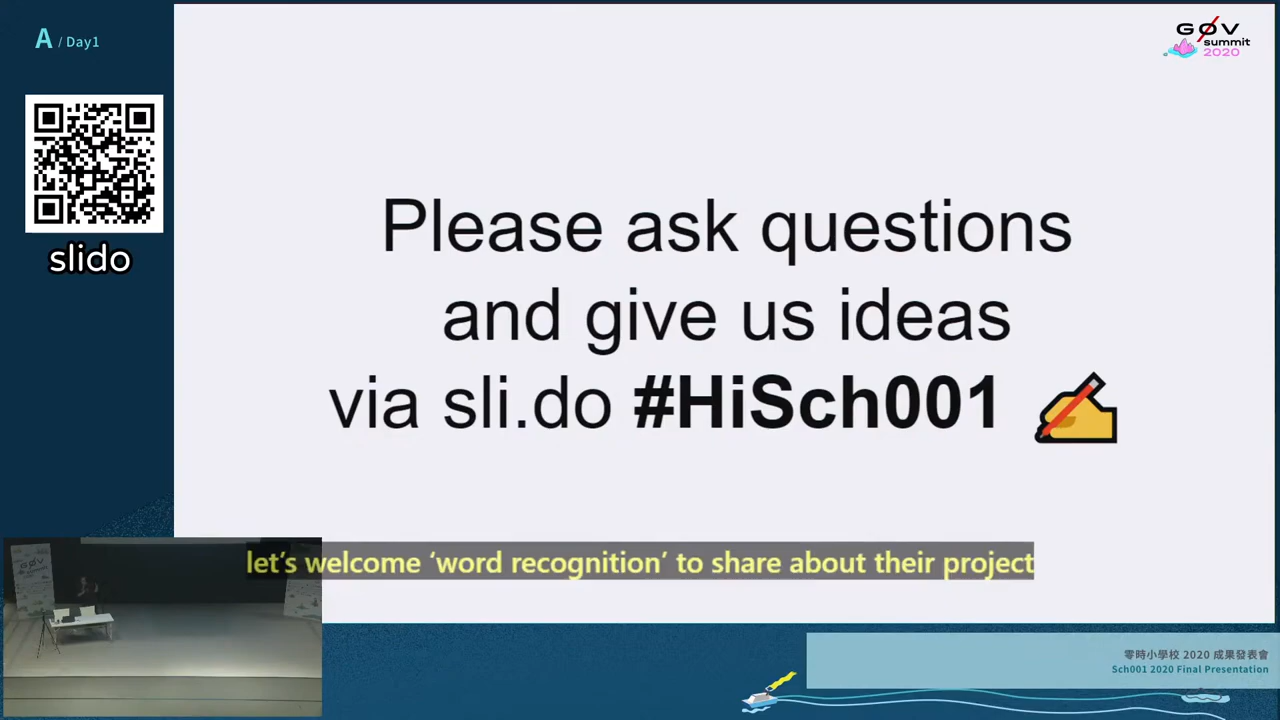 A / Day1
GØV
summit
2020
slido
Please ask questions
and give us ideas
via sli.do #HiSch001
let's welcome ‘word recognition’ to share about their project
零時小學校 2020 成果發表會
Sch001 2020 Final Presentation